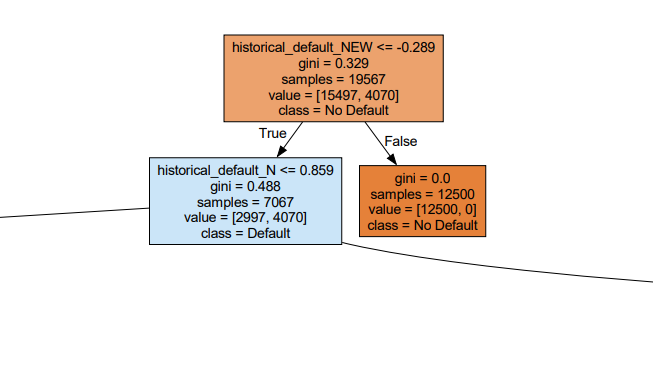 historical_default_NEW <= -0.289
gini = 0.329
samples = 19567
value = [15497, 4070]
class = No Default
True
False
historical_default_N <= 0.859
gini = 0.488
samples = 7067
value = [2997, 4070]
class = Default
gini = 0.0
samples = 12500
value = [12500, 0]
class = No Default